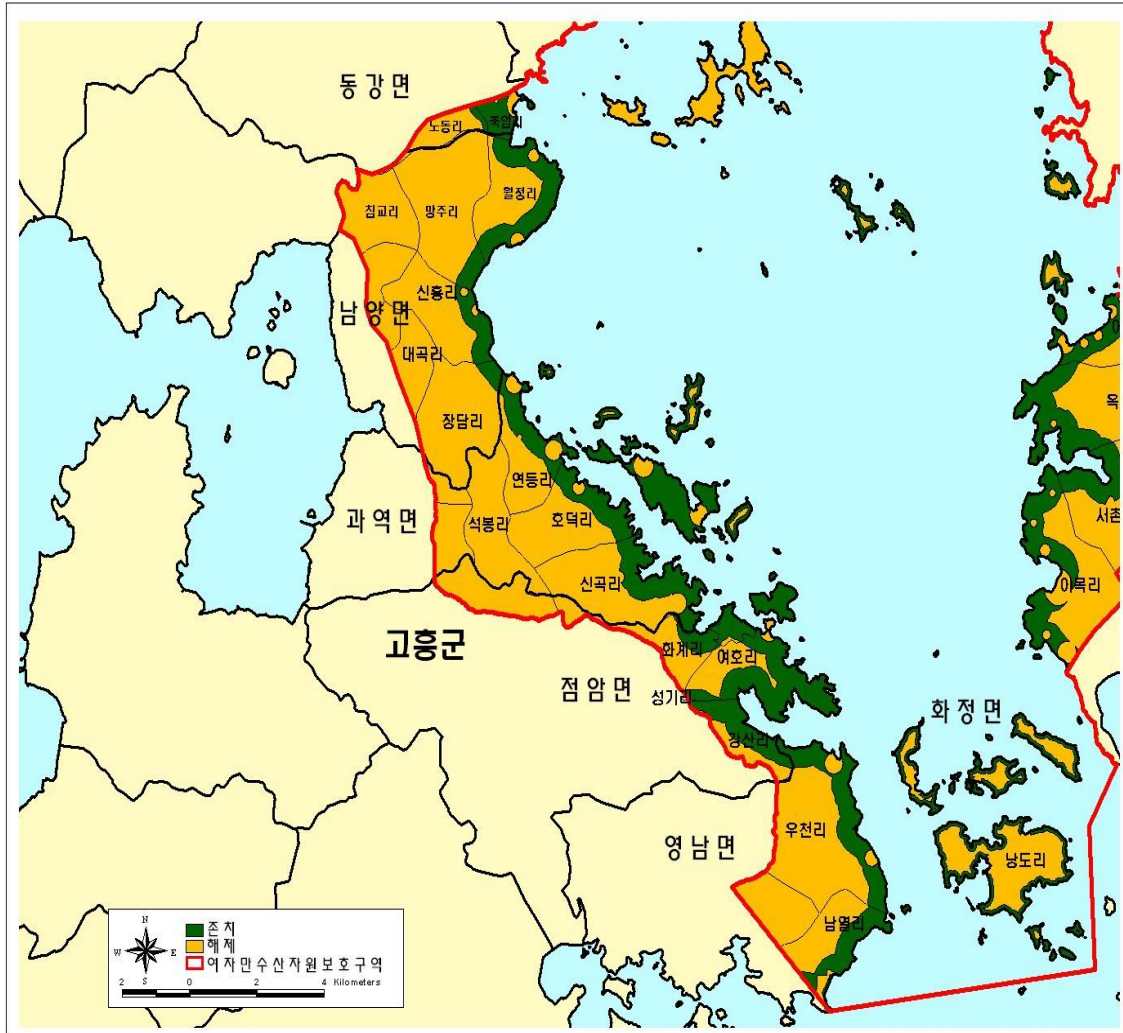 동강면
노동리
죽암리
침교리
망주리
월정리
신흥리
남양면
대곡리
장담리
연등리
과역면
석봉리
호덕리
신곡리
고흥군
화계리
여호리
점암면
성기리
강산리
화정면
우천리
영남면
낭도리
남열리
옥
서촌
이목리
N
W E
S
존치
해제
여자만수산자원보호구역
2 0 2 4 Kilometers